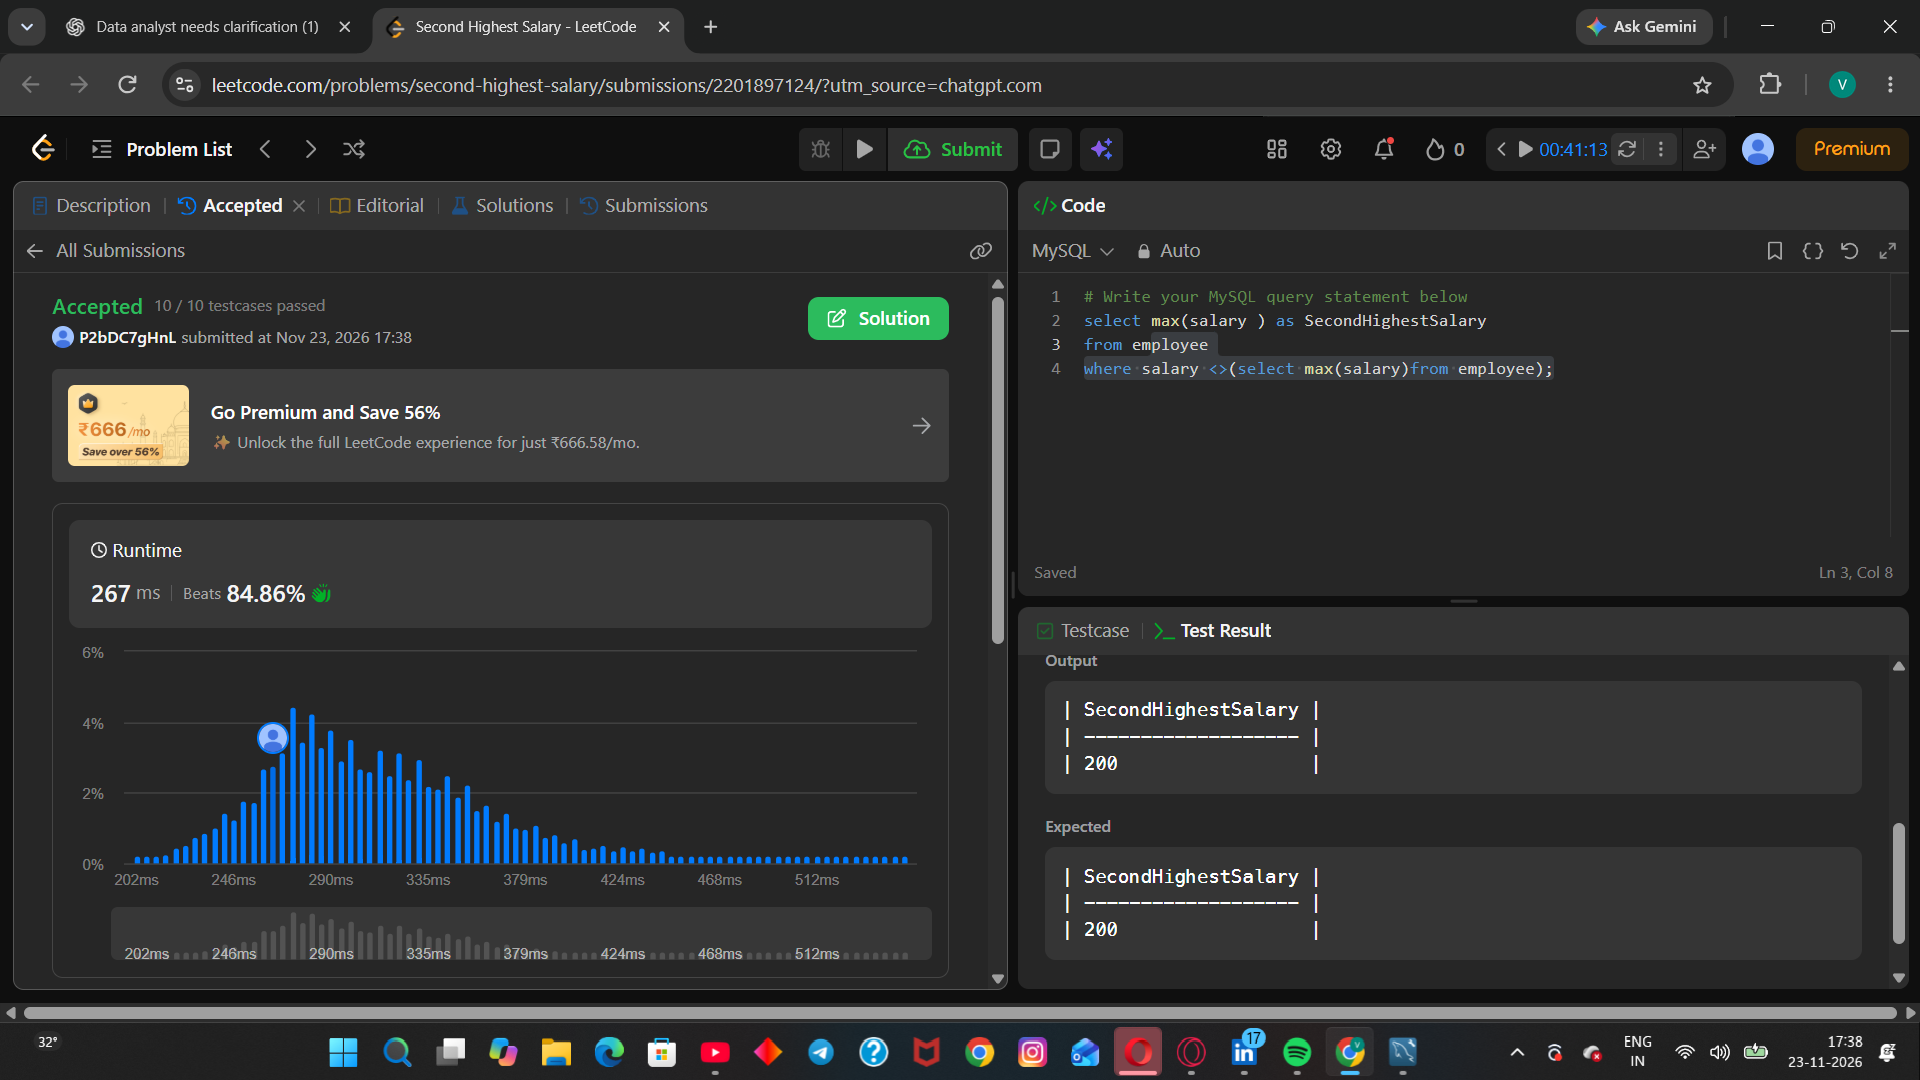 Data analyst needs clarification (1)
Second Highest Salary - LeetCode
Ask Gemini
leetcode.com/problems/second-highest-salary/submissions/2201897124/?utm_source=chatgpt.com
V
Problem List
Submit
0
00:41:13
Premium
Description
Accepted
Editorial
Solutions
Submissions
All Submissions
Accepted 10 / 10 testcases passed
P2bDC7gHnL submitted at Nov 23, 2026 17:38
Solution
₹666/mo
Save over 56%
Go Premium and Save 56%
Unlock the full LeetCode experience for just ₹666.58/mo.
Runtime
267 ms Beats 84.86%
6%
4%
2%
0%
202ms 246ms 290ms 335ms 379ms 424ms 468ms 512ms
202ms 246ms 290ms 335ms 379ms 424ms 468ms 512ms
</> Code
MySQL Auto
1 # Write your MySQL query statement below
2 select max(salary ) as SecondHighestSalary
3 from employee
4 where salary <>(select max(salary)from employee);
Saved
Ln 3, Col 8
Testcase
Test Result
Output
| SecondHighestSalary |
| ------------------- |
| 200 |
Expected
| SecondHighestSalary |
| ------------------- |
| 200 |
32°
17
ENG
IN
17:38
23-11-2026